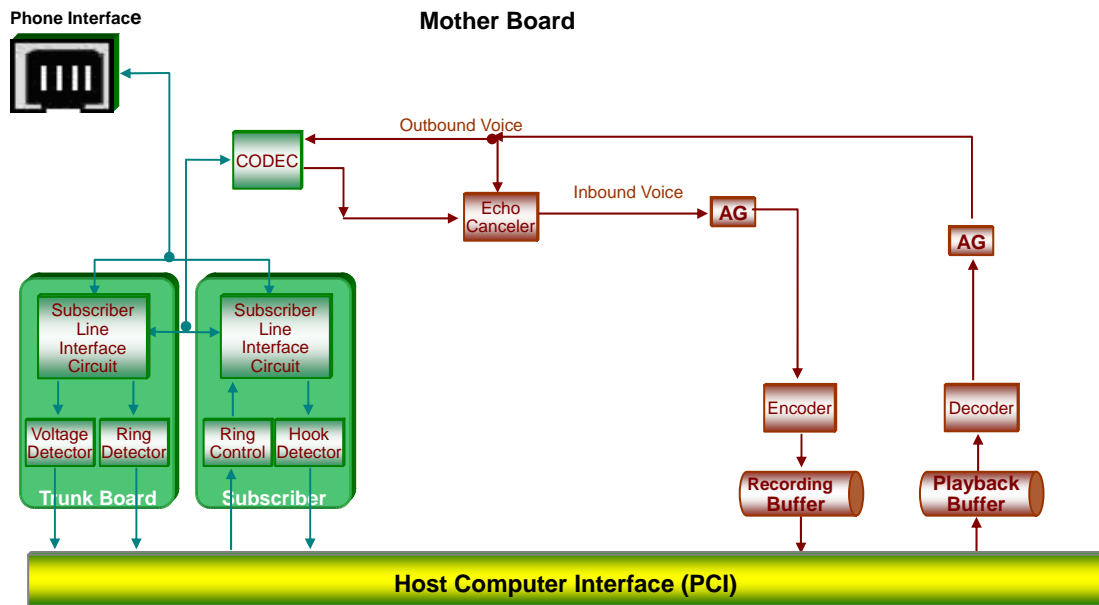 Phone Interface
Mother Board
Outbound Voice
CODEC
Inbound Voice
Echo
Canceler
AG
AG
Subscriber
Line
Interface
Circuit
Subscriber
Line
Interface
Circuit
Voltage
Detector
Ring
Detector
Ring
Control
Hook
Detector
Encoder
Decoder
Trunk Board
Subscriber
Recording
Buffer
Playback
Buffer
Host Computer Interface (PCI)